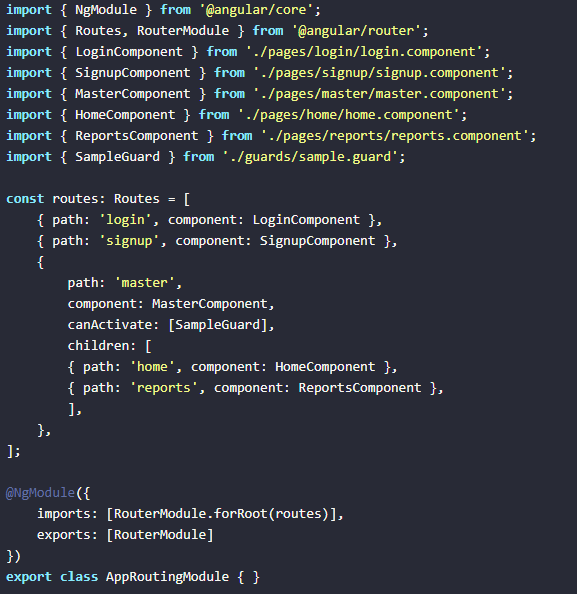 import { NgModule } from '@angular/core';
import { Routes, RouterModule } from '@angular/router';
import { LoginComponent } from './pages/login/login.component';
import { SignupComponent } from './pages/signup/signup.component';
import { MasterComponent } from './pages/master/master.component';
import { HomeComponent } from './pages/home/home.component';
import { ReportsComponent } from './pages/reports/reports.component';
import { SampleGuard } from './guards/sample.guard';

const routes: Routes = [
    { path: 'login', component: LoginComponent },
    { path: 'signup', component: SignupComponent },
    {
        path: 'master',
        component: MasterComponent,
        canActivate: [SampleGuard],
        children: [
        { path: 'home', component: HomeComponent },
        { path: 'reports', component: ReportsComponent },
        ],
    },
];

@NgModule({
    imports: [RouterModule.forRoot(routes)],
    exports: [RouterModule]
})
export class AppRoutingModule { }